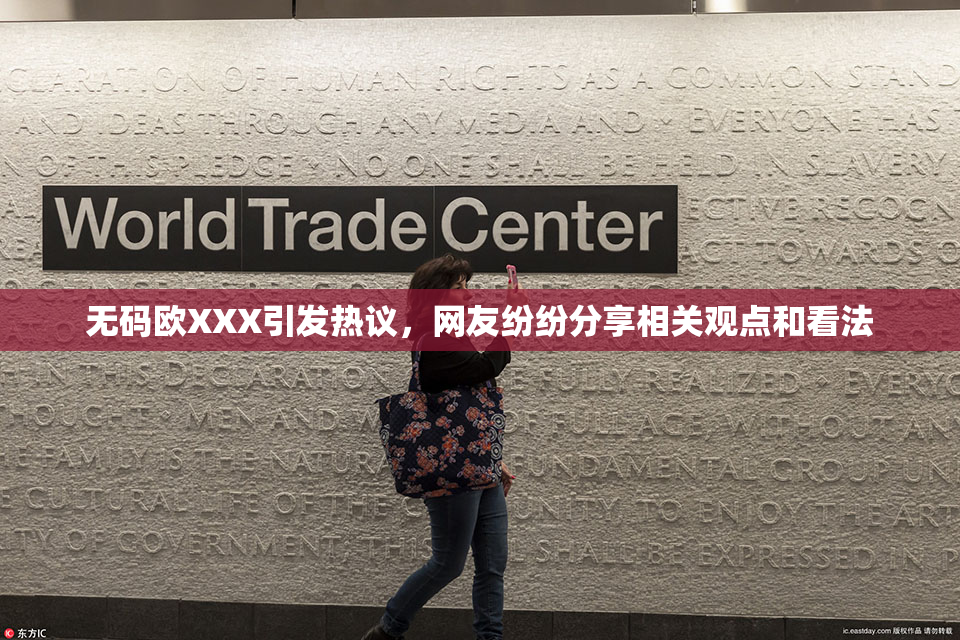 CLARATION OF HUMAN RIGHTS AS A COMMON STAND
AND IDEAS THROUGH ANY MEDIA AND • EVERYONE HAS T
N OF THIS PLEDGE • NO ONE SHALL BE HELD IN SLAVERY
World Trade Center
ECTIVE RECOGN
ACT TOWARDS O
无码欧XXX引发热议，网友纷纷分享相关观点和看法
IN THIS DECLARATION FULLY REALIZED • EVERYO
THOUGHT MEN AND OF FULL AGE, WITHO
E FAMILY IS THE NATURA FUNDAMENTAL GROUP
E CULTURAL LIFE OF THE C UNITY, TO ENJOY THE ART
TY OF GOVERNMENT; THIS SHALL BE EXPRESSED IN P
东方IC
ic.eastday.com 版权作品 请勿转载